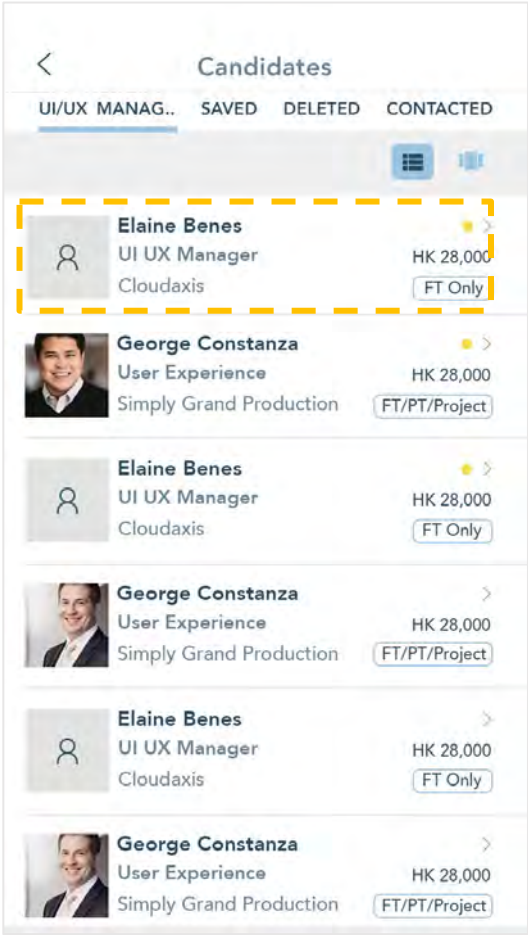 Candidates
UI/UX MANAG.. SAVED DELETED CONTACTED
Elaine Benes
UI UX Manager HK 28,000
Cloudaxis FT Only
George Constanza
User Experience HK 28,000
Simply Grand Production FT/PT/Project
Elaine Benes
UI UX Manager HK 28,000
Cloudaxis FT Only
George Constanza
User Experience HK 28,000
Simply Grand Production FT/PT/Project
Elaine Benes
UI UX Manager HK 28,000
Cloudaxis FT Only
George Constanza
User Experience HK 28,000
Simply Grand Production FT/PT/Project